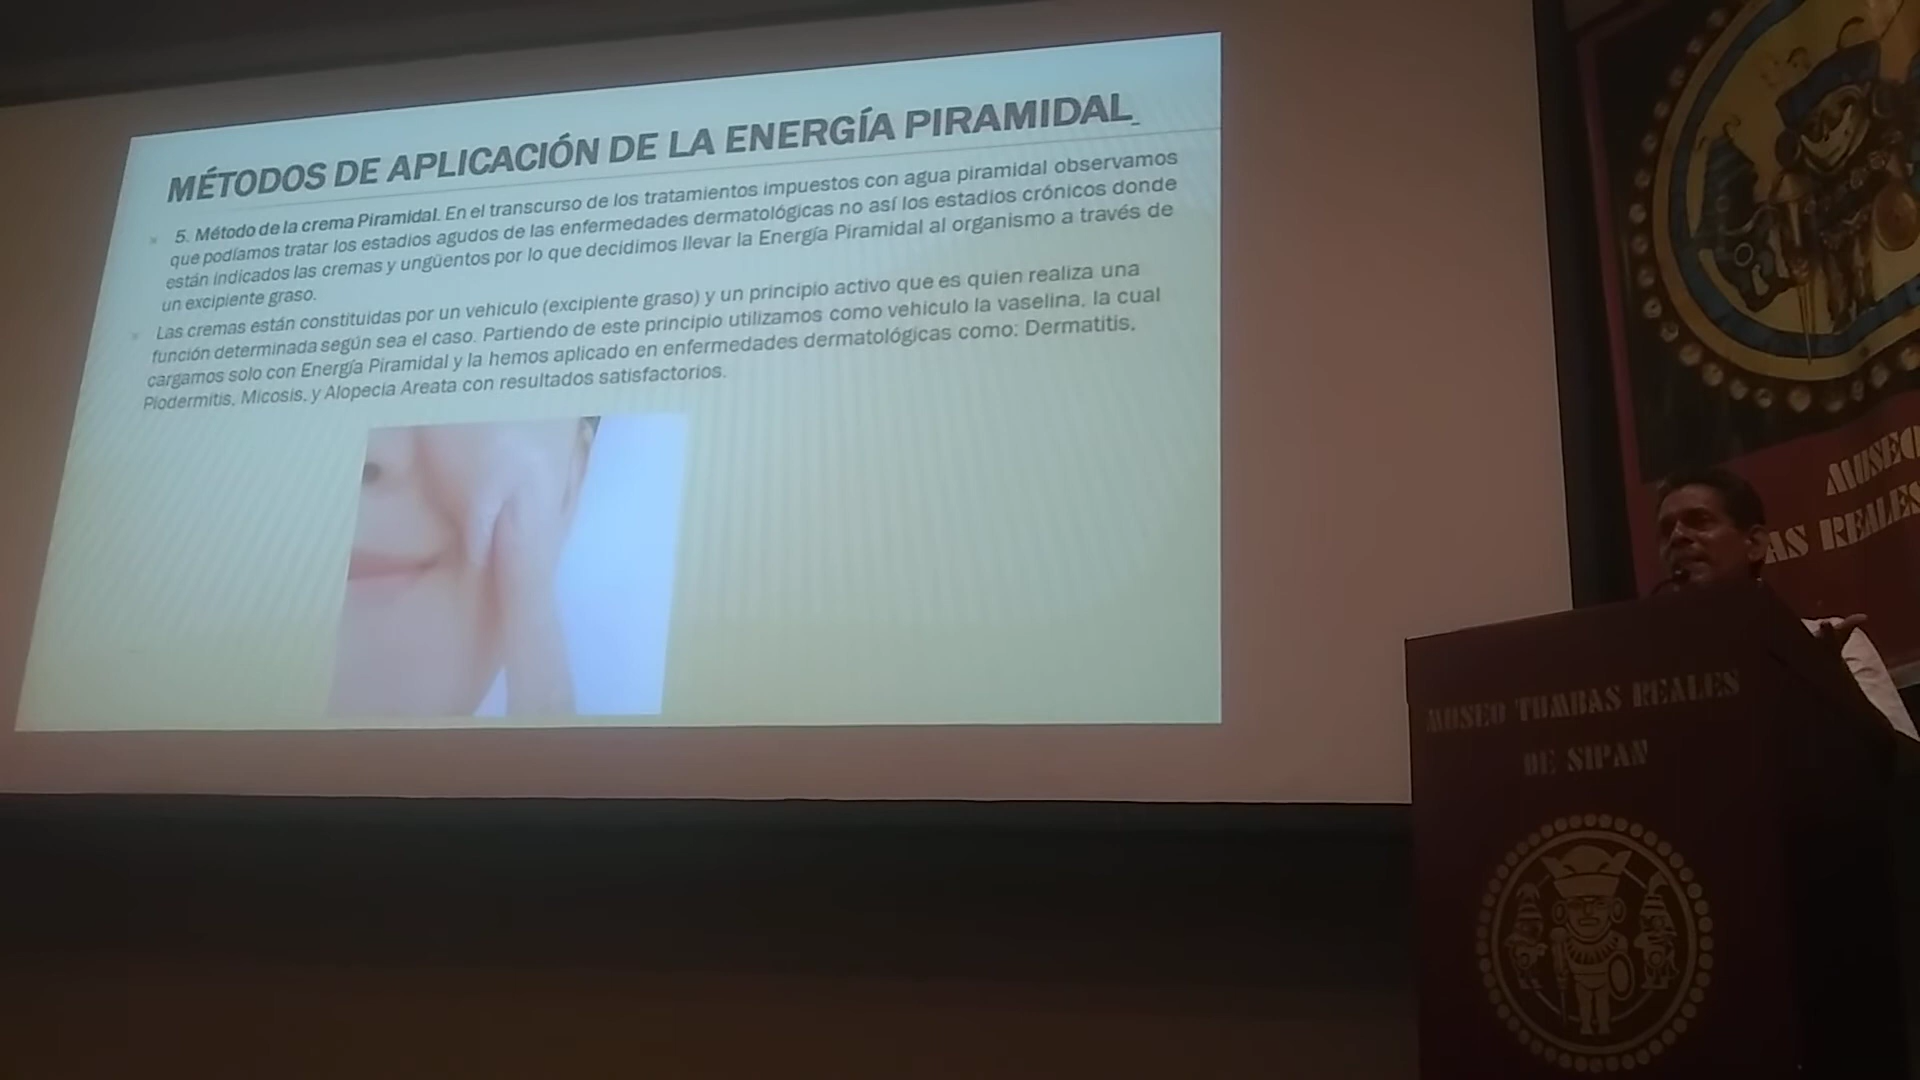 MÉTODOS DE APLICACIÓN DE LA ENERGÍA PIRAMIDAL
5. Método de la crema Piramidal. En el transcurso de los tratamientos impuestos con agua piramidal observamos
que podíamos tratar los estadios agudos de las enfermedades dermatológicas no así los estadios crónicos donde
están indicados las cremas y ungüentos por lo que decidimos llevar la Energía Piramidal al organismo a través de
un excipiente graso.
Las cremas están constituidas por un vehiculo (excipiente graso) y un principio activo que es quien realiza una
función determinada según sea el caso. Partiendo de este principio utilizamos como vehiculo la vaselina, la cual
cargamos solo con Energía Piramidal y la hemos aplicado en enfermedades dermatológicas como: Dermatitis,
Piodermitis, Micosis, y Alopecia Areata con resultados satisfactorios.
MUSEO
AS REALES
MUSEO TUMBAS REALES
DE SIPAN